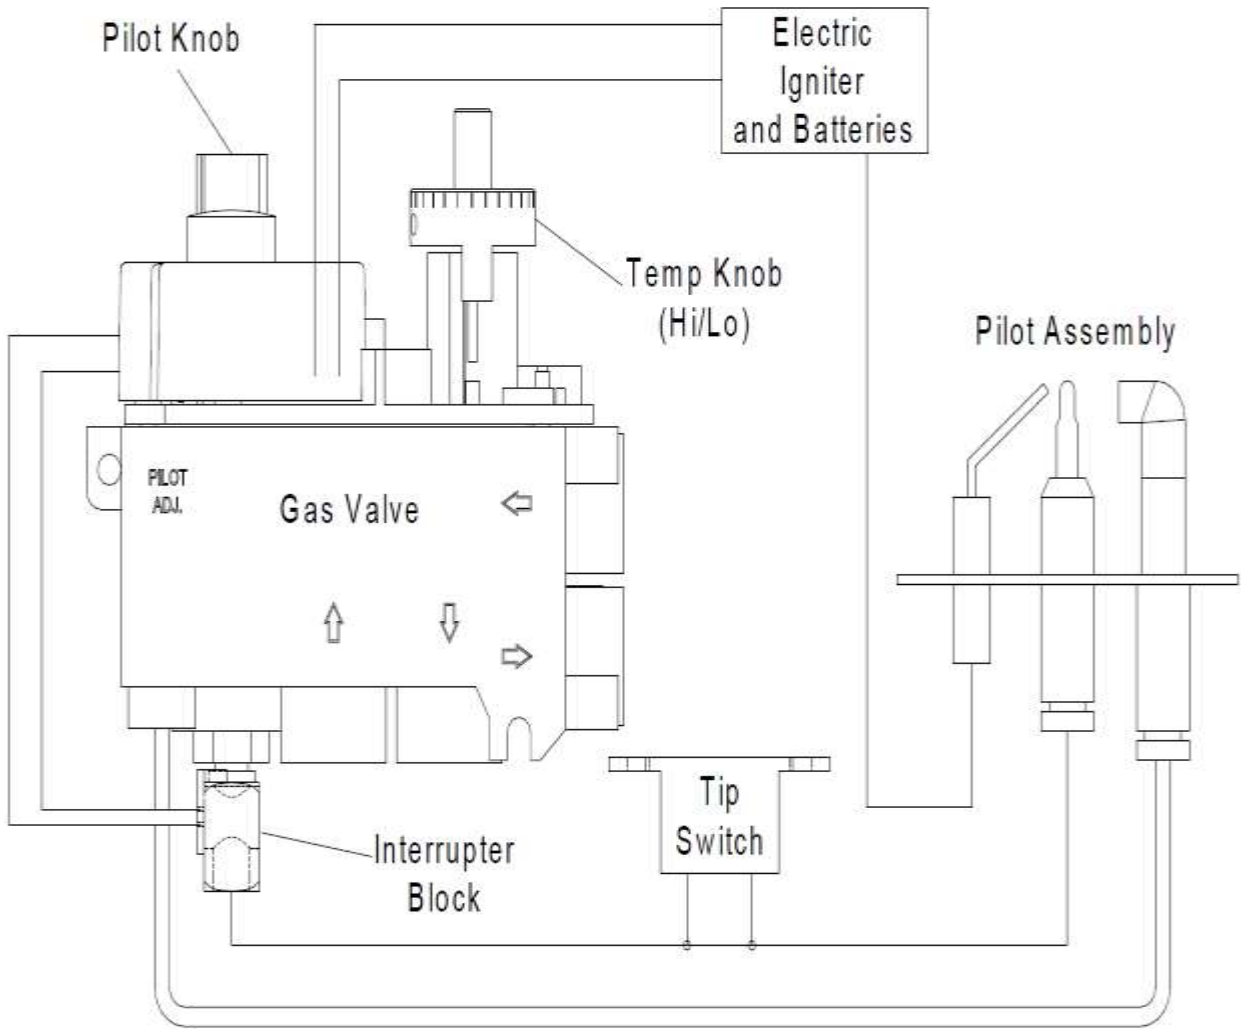 Pilot Knob
Electric
Igniter
and Batteries
Temp Knob
(Hi/Lo)
Pilot Assembly
PILOT
ADJ.
Gas Valve
Tip
Switch
Interrupter
Block